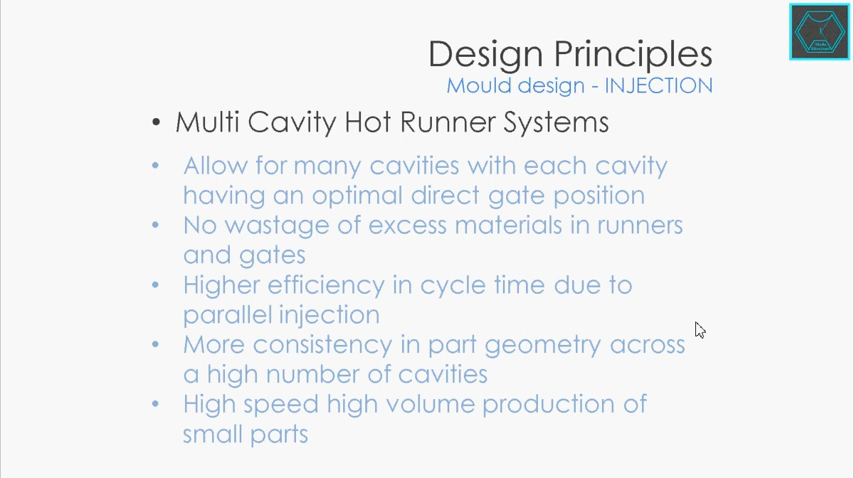 Design Principles
Mould design - INJECTION
• Multi Cavity Hot Runner Systems
• Allow for many cavities with each cavity
having an optimal direct gate position
• No wastage of excess materials in runners
and gates
• Higher efficiency in cycle time due to
parallel injection
• More consistency in part geometry across
a high number of cavities
• High speed high volume production of
small parts